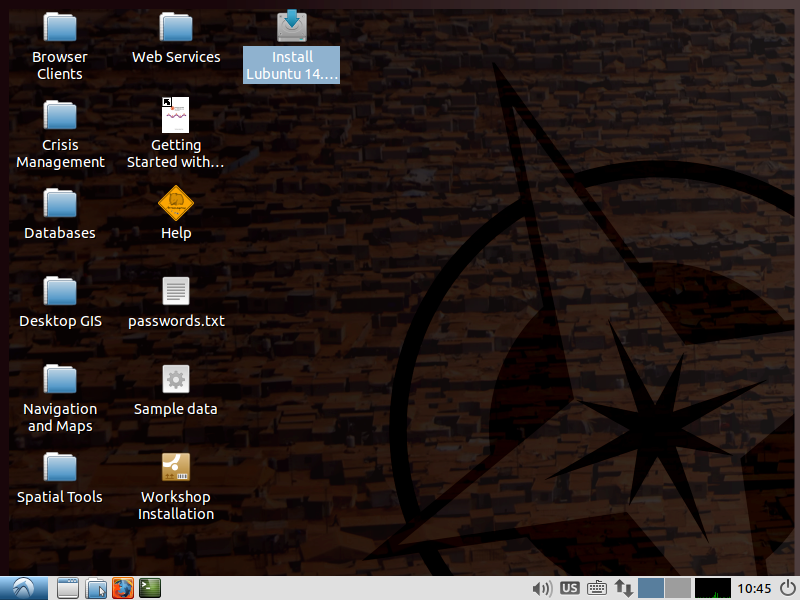 Browser
Clients
Web Services
Install
Lubuntu 14....
Crisis
Management
Getting
Started with...
Databases
Help
Desktop GIS
passwords.txt
Navigation
and Maps
Sample data
Spatial Tools
Workshop
Installation
US
10:45